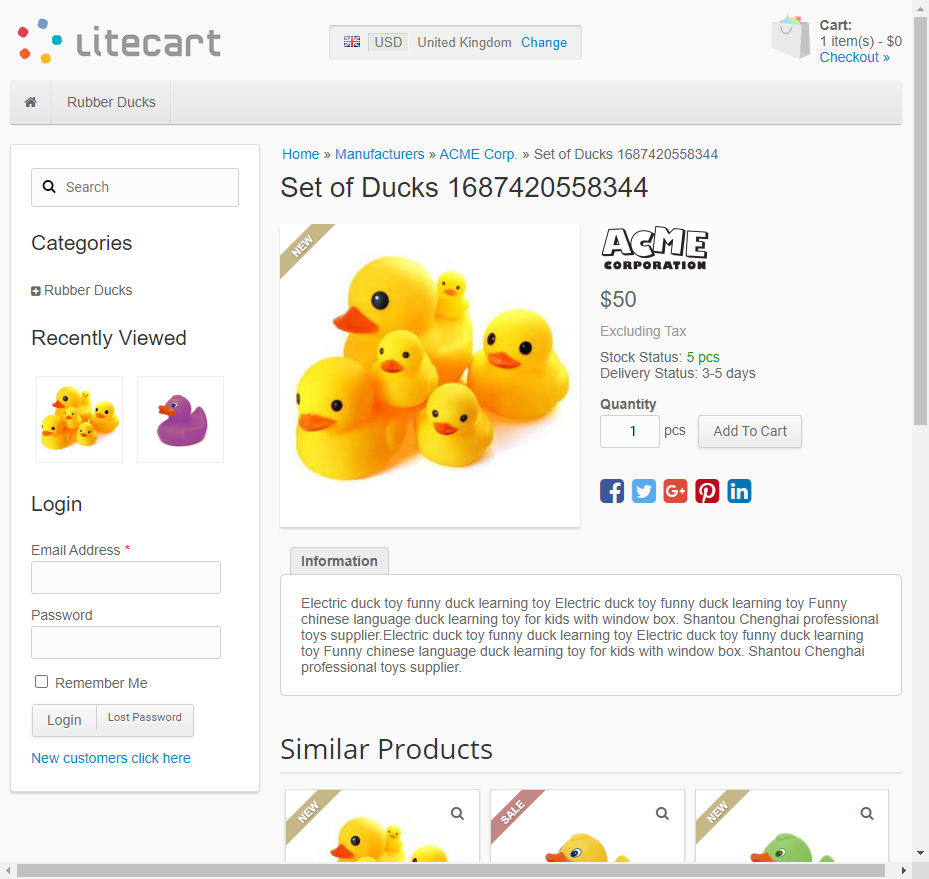 litecart
USD United Kingdom Change
Cart:
1 item(s) - $0
Checkout »
Rubber Ducks
Search
Categories
Rubber Ducks
Recently Viewed
Login
Email Address *
Password
Remember Me
Login Lost Password
New customers click here
Home » Manufacturers » ACME Corp. » Set of Ducks 1687420558344
Set of Ducks 1687420558344
NEW
ACME
CORPORATION
$50
Excluding Tax
Stock Status: 5 pcs
Delivery Status: 3-5 days
Quantity
1 pcs Add To Cart
Information
Electric duck toy funny duck learning toy Electric duck toy funny duck learning toy Funny
chinese language duck learning toy for kids with window box. Shantou Chenghai professional
toys supplier.Electric duck toy funny duck learning toy Electric duck toy funny duck learning
toy Funny chinese language duck learning toy for kids with window box. Shantou Chenghai
professional toys supplier.
Similar Products
NEW
SALE
NEW